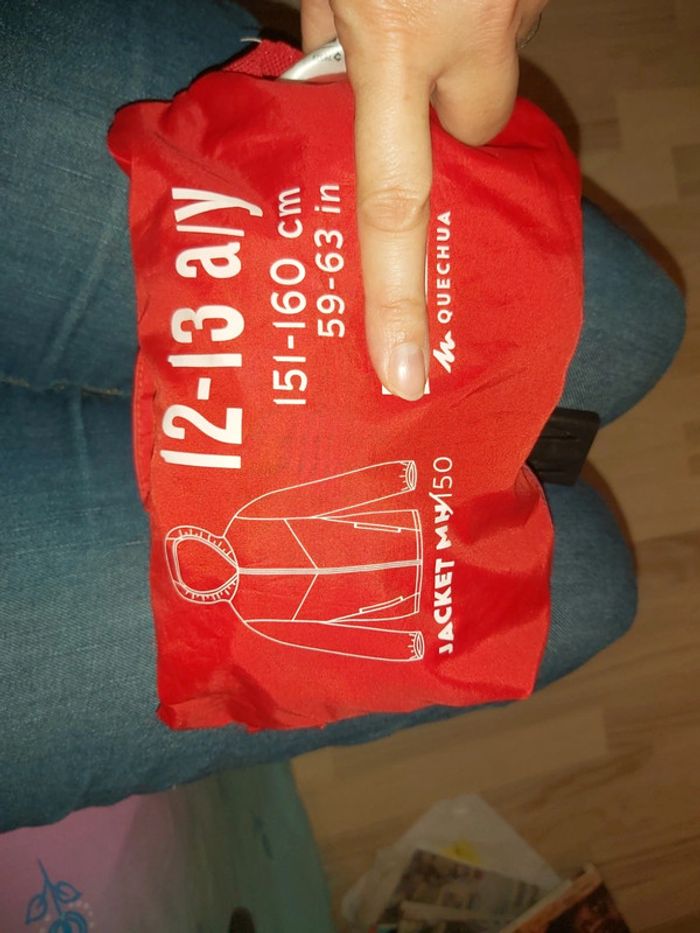 12-13 a/y
151-160 cm
59-63 in
QUECHUA
JACKET MH150